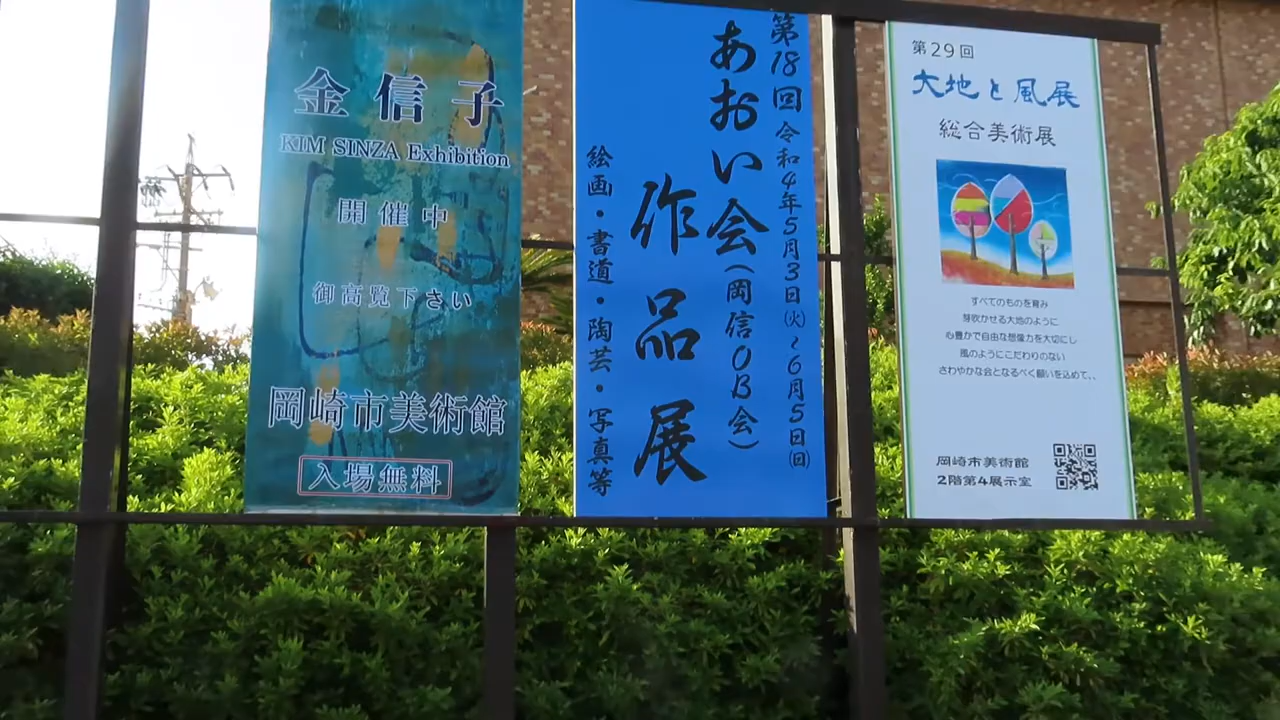 金信子
KIM SINZA Exhibition
開催中
御高覧下さい
岡崎市美術館
入場無料
第18回 令和4年5月3日(火)~6月5日(日)
あおい会(岡信OB会)
作品展
絵画・書道・陶芸・写真等
第29回
大地と風展
総合美術展
すべてのものを育み
芽吹かせる大地のように
心豊かで自由な想像力を大切にし
風のようにこだわりのない
さわやかな会となるべく願いを込めて、、
岡崎市美術館
2階第4展示室